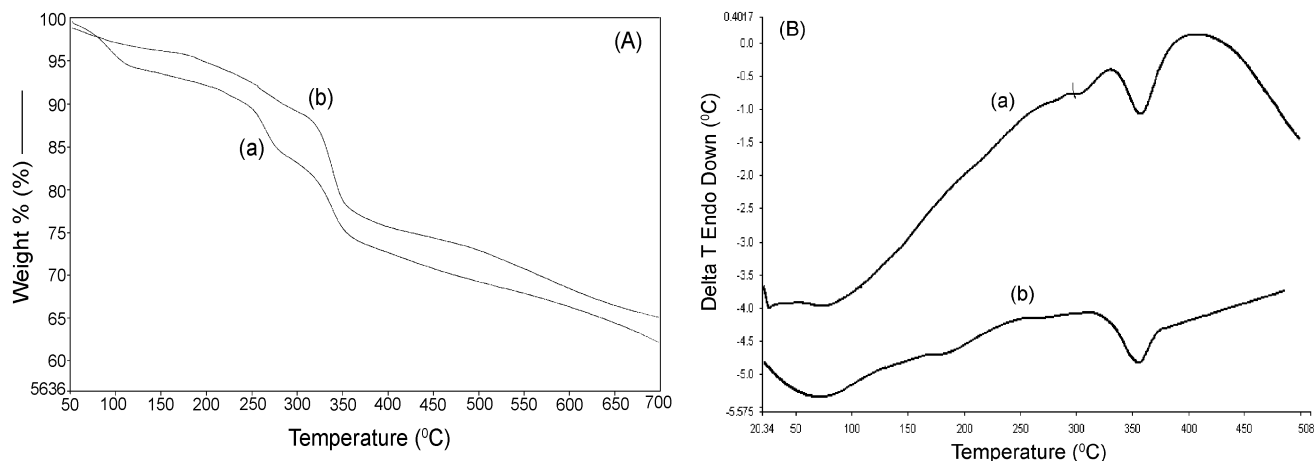 (A)
100
95
90
85
80
75
70
65
60
5636
Weight % (%)
(b)
(a)
50 100 150 200 250 300 350 400 450 500 550 600 650 700
Temperature (⁰C)
(B)
0.4017
0.0
-0.5
-1.0
-1.5
-2.0
-2.5
-3.0
-3.5
-4.0
-4.5
-5.0
-5.575
Delta T Endo Down (⁰C)
(a)
(b)
20.34 50 100 150 200 250 300 350 400 450 508
Temperature (⁰C)